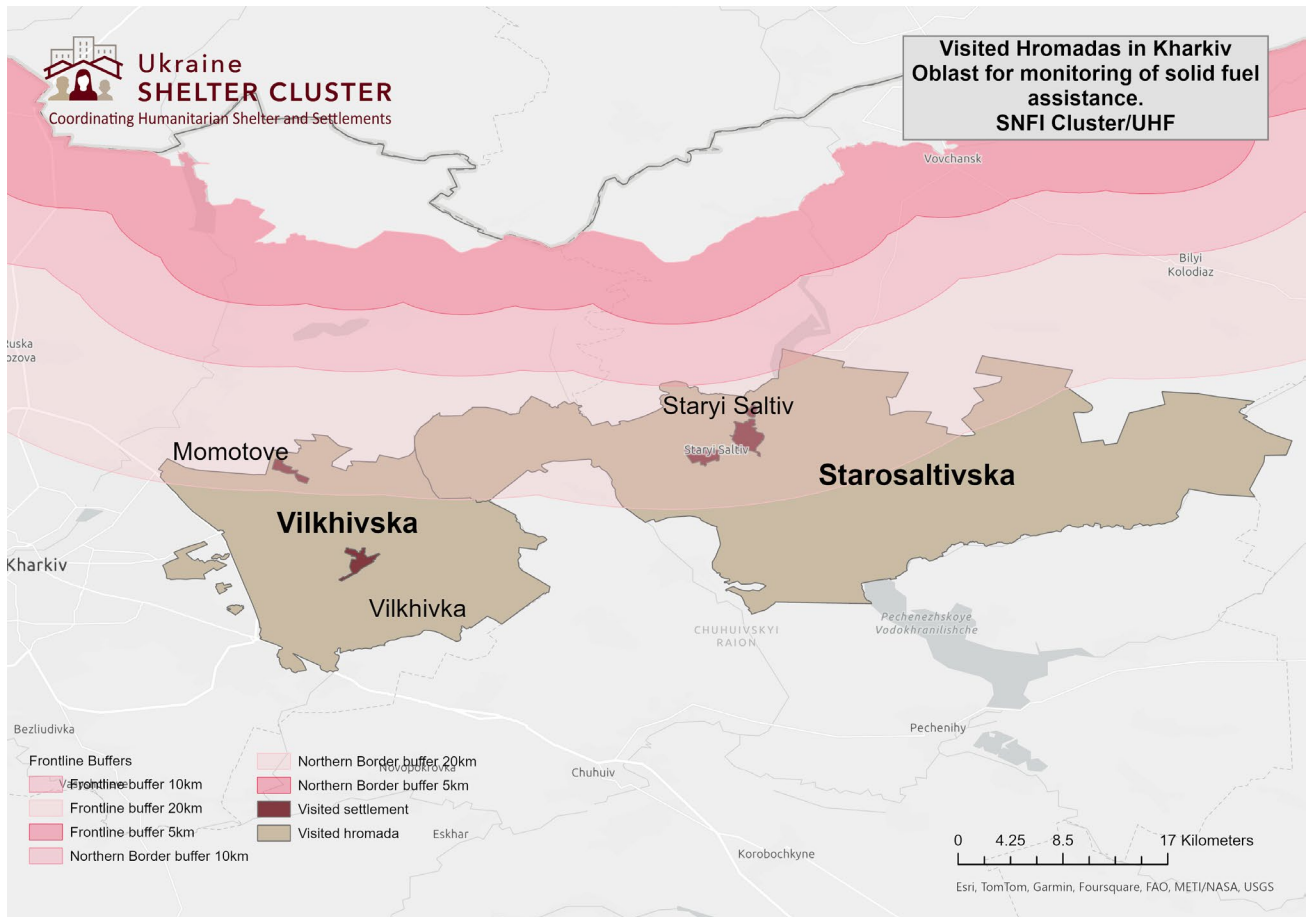 Ukraine
SHELTER CLUSTER
Coordinating Humanitarian Shelter and Settlements
Visited Hromadas in Kharkiv
Oblast for monitoring of solid fuel
assistance.
SNFI Cluster/UHF
Vovchansk
Bilyi
Kolodiaz
Staryi Saltiv
Staryi Saltiv
Momotove
Starosaltivska
Vilkhivska
Kharkiv
Vilkhivka
Pechenezhskoye
Vodokhranilishche
CHUHUIVSKYI
RAION
Bezliudivka
Pechenihy
Novopokrovka
Chuhuiv
Eskhar
Korobochkyne
Frontline Buffers
Frontline buffer 10km
Frontline buffer 20km
Frontline buffer 5km
Northern Border buffer 10km
Northern Border buffer 20km
Northern Border buffer 5km
Visited settlement
Visited hromada
0 4.25 8.5 17 Kilometers
Esri, TomTom, Garmin, Foursquare, FAO, METI/NASA, USGS